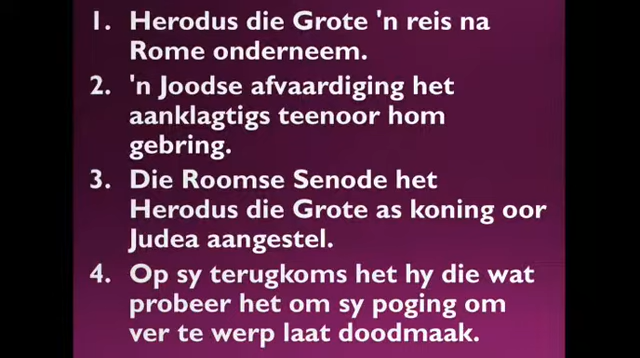 1. Herodus die Grote 'n reis na
Rome onderneem.
2. 'n Joodse afvaardiging het
aanklagtigs teenoor hom
gebring.
3. Die Roomse Senode het
Herodus die Grote as koning oor
Judea aangestel.
4. Op sy terugkoms het hy die wat
probeer het om sy poging om
ver te werp laat doodmaak.